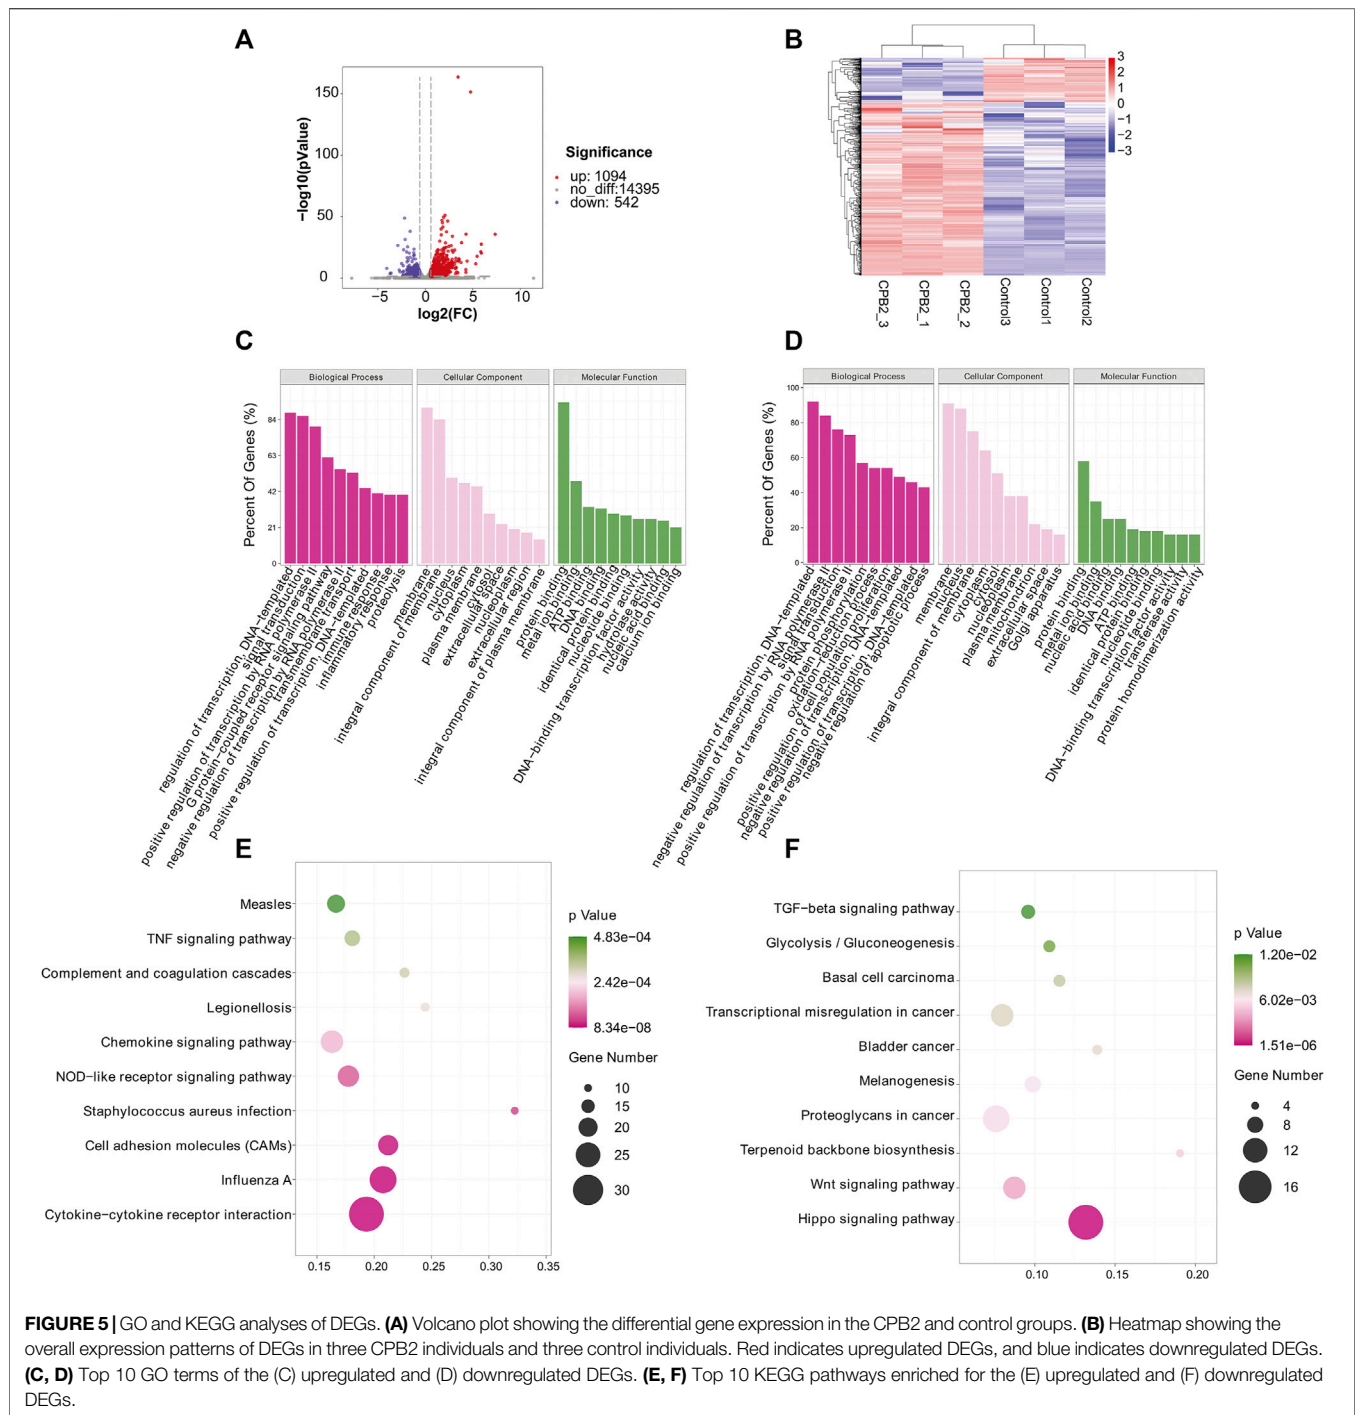 A
−log10(pValue)
150
100
50
0
−5
0
5
10
log2(FC)
Significance
up: 1094
no_diff:14395
down: 542
B
3
2
1
0
−1
−2
−3
CPB2_3
CPB2_1
CPB2_2
Control3
Control1
Control2
C
Percent Of Genes (%)
84
63
42
21
0
Biological Process
Cellular Component
Molecular Function
regulation of transcription, DNA−templated
signal transduction
positive regulation of transcription by RNA polymerase II
G protein−coupled receptor signaling pathway
negative regulation of transcription by RNA polymerase II
transmembrane transport
positive regulation of transcription, DNA−templated
immune response
inflammatory response
proteolysis
membrane
integral component of membrane
nucleus
cytoplasm
plasma membrane
cytosol
extracellular space
nucleoplasm
extracellular region
integral component of plasma membrane
protein binding
metal ion binding
ATP binding
DNA binding
identical protein binding
nucleotide binding
DNA−binding transcription factor activity
hydrolase activity
nucleic acid binding
calcium ion binding
D
Percent Of Genes (%)
100
80
60
40
20
0
Biological Process
Cellular Component
Molecular Function
regulation of transcription, DNA−templated
negative regulation of transcription by RNA polymerase II
signal transduction
positive regulation of transcription by RNA polymerase II
protein phosphorylation
oxidation−reduction process
positive regulation of cell population proliferation
negative regulation of transcription, DNA−templated
positive regulation of transcription, DNA−templated
negative regulation of apoptotic process
membrane
nucleus
integral component of membrane
cytoplasm
cytosol
nucleoplasm
plasma membrane
mitochondrion
extracellular space
Golgi apparatus
protein binding
metal ion binding
nucleic acid binding
DNA binding
ATP binding
identical protein binding
nucleotide binding
DNA−binding transcription factor activity
transferase activity
protein homodimerization activity
E
Measles
TNF signaling pathway
Complement and coagulation cascades
Legionellosis
Chemokine signaling pathway
NOD−like receptor signaling pathway
Staphylococcus aureus infection
Cell adhesion molecules (CAMs)
Influenza A
Cytokine−cytokine receptor interaction
0.15
0.20
0.25
0.30
0.35
p Value
4.83e−04
2.42e−04
8.34e−08
Gene Number
10
15
20
25
30
F
TGF−beta signaling pathway
Glycolysis / Gluconeogenesis
Basal cell carcinoma
Transcriptional misregulation in cancer
Bladder cancer
Melanogenesis
Proteoglycans in cancer
Terpenoid backbone biosynthesis
Wnt signaling pathway
Hippo signaling pathway
0.10
0.15
0.20
p Value
1.20e−02
6.02e−03
1.51e−06
Gene Number
4
8
12
16
FIGURE 5 | GO and KEGG analyses of DEGs. (A) Volcano plot showing the differential gene expression in the CPB2 and control groups. (B) Heatmap showing the
overall expression patterns of DEGs in three CPB2 individuals and three control individuals. Red indicates upregulated DEGs, and blue indicates downregulated DEGs.
(C, D) Top 10 GO terms of the (C) upregulated and (D) downregulated DEGs. (E, F) Top 10 KEGG pathways enriched for the (E) upregulated and (F) downregulated
DEGs.